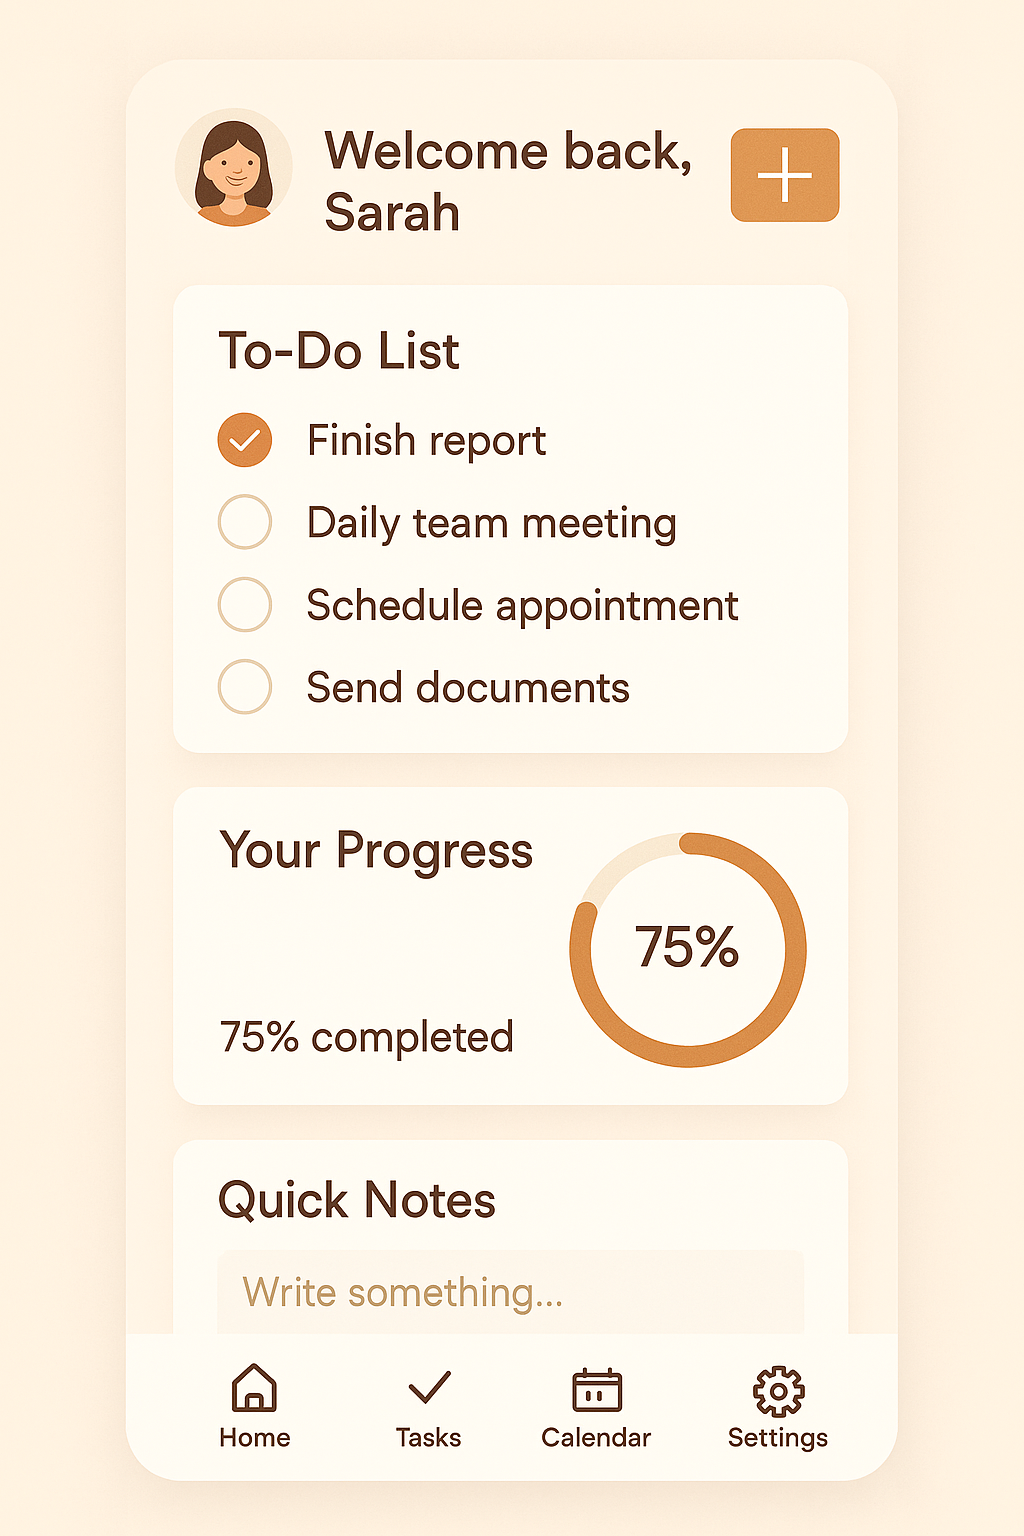 Welcome back,
Sarah
To-Do List
Finish report
Daily team meeting
Schedule appointment
Send documents
Your Progress
75%
75% completed
Quick Notes
Write something...
Home
Tasks
Calendar
Settings